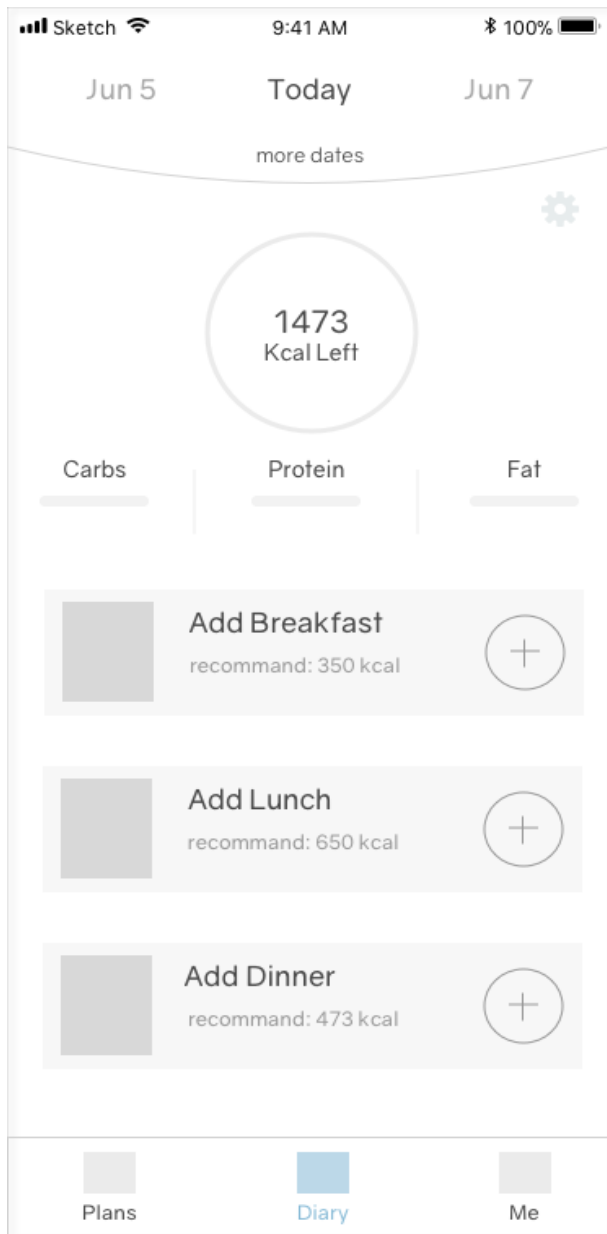 Sketch 9:41 AM 100%
Jun 5 Today Jun 7
more dates
1473
Kcal Left
Carbs Protein Fat
Add Breakfast
recommand: 350 kcal
Add Lunch
recommand: 650 kcal
Add Dinner
recommand: 473 kcal
Plans Diary Me